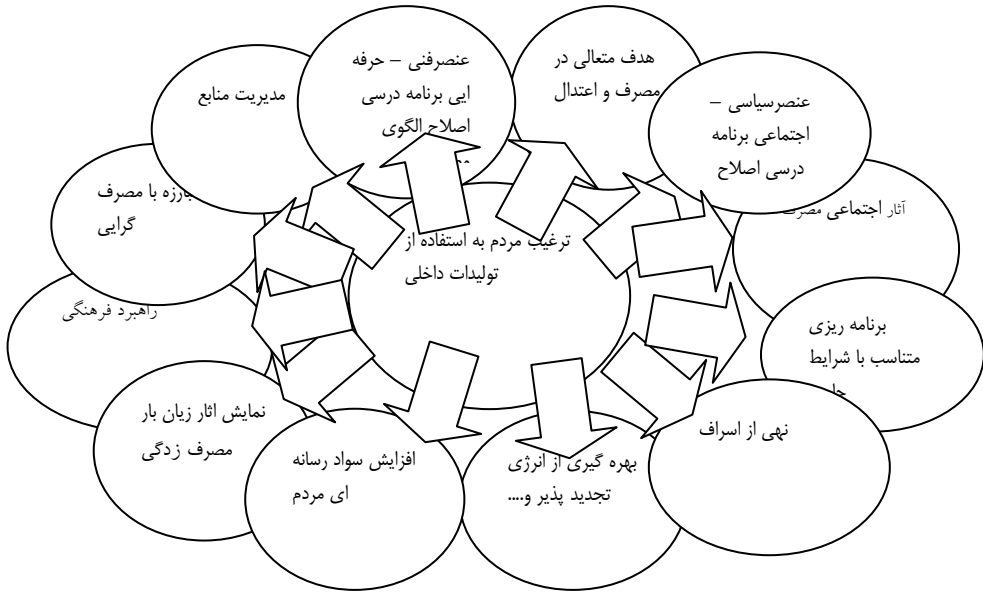 هدف متعالی در
مصرف و اعتدال
عنصرسیاسی –
اجتماعی برنامه
درسی اصلاح
آثار اجتماعی مصرف
برنامه ریزی
متناسب با شرایط
نهی از اسراف
بهره گیری از انرژی
تجدید پذیر و....
افزایش سواد رسانه
ای مردم
نمایش اثار زیان بار
مصرف زدگی
راهبرد فرهنگی
بارزه با مصرف
گرایی
مدیریت منابع
عنصرفنی – حرفه
ایی برنامه درسی
اصلاح الگوی
ترغیب مردم به استفاده از
تولیدات داخلی